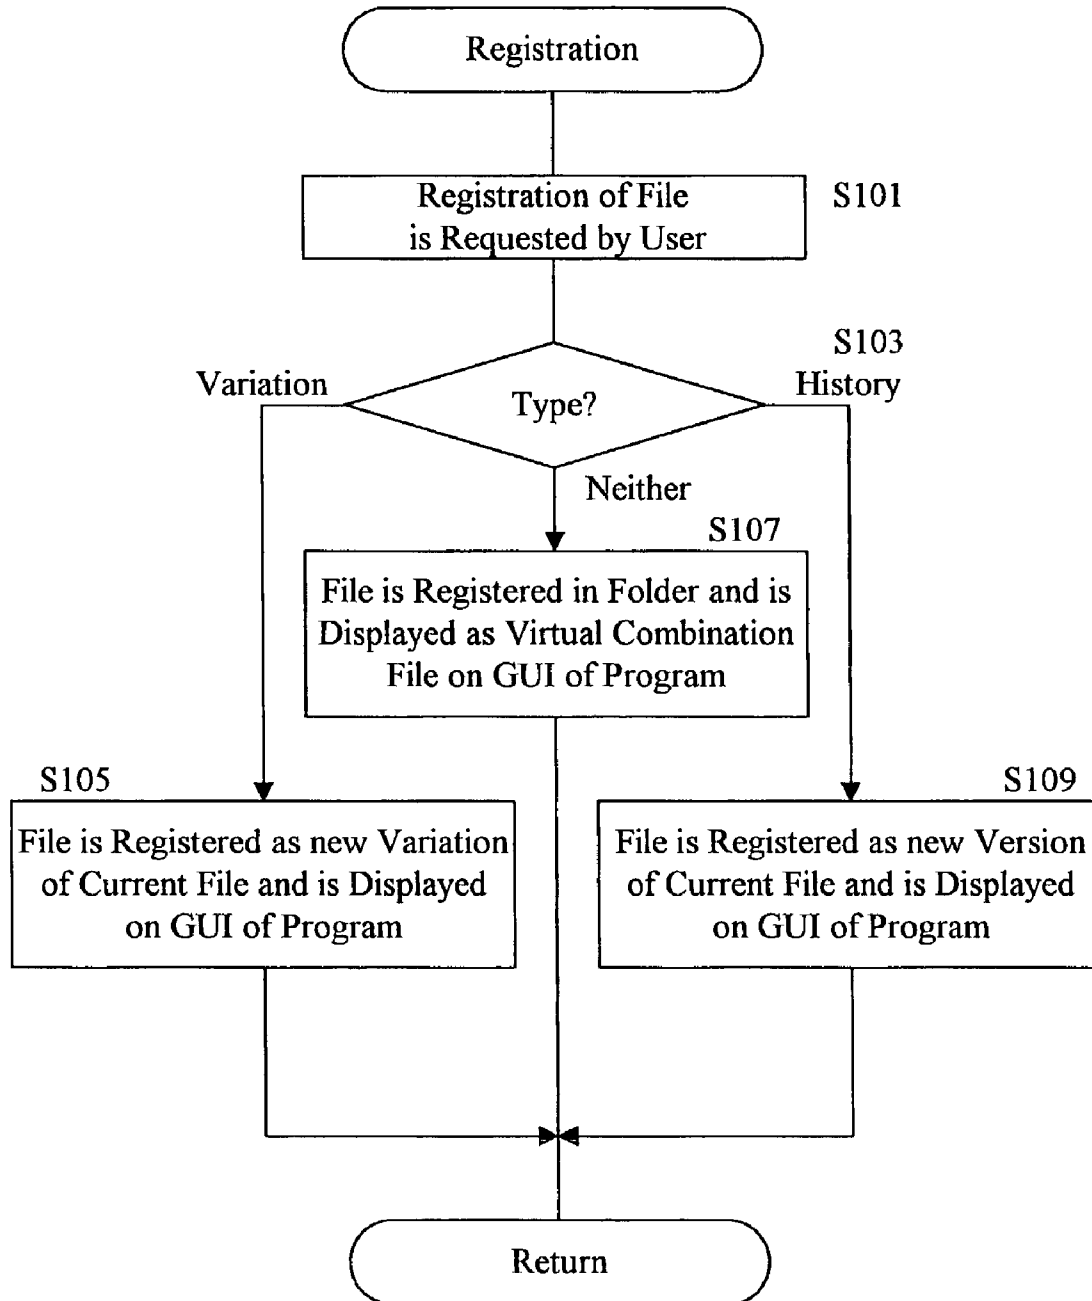 Registration
Registration of File
is Requested by User
S101
S103
Variation
History
Type?
Neither
S107
File is Registered in Folder and is
Displayed as Virtual Combination
File on GUI of Program
S105
File is Registered as new Variation
of Current File and is Displayed
on GUI of Program
S109
File is Registered as new Version
of Current File and is Displayed
on GUI of Program
Return